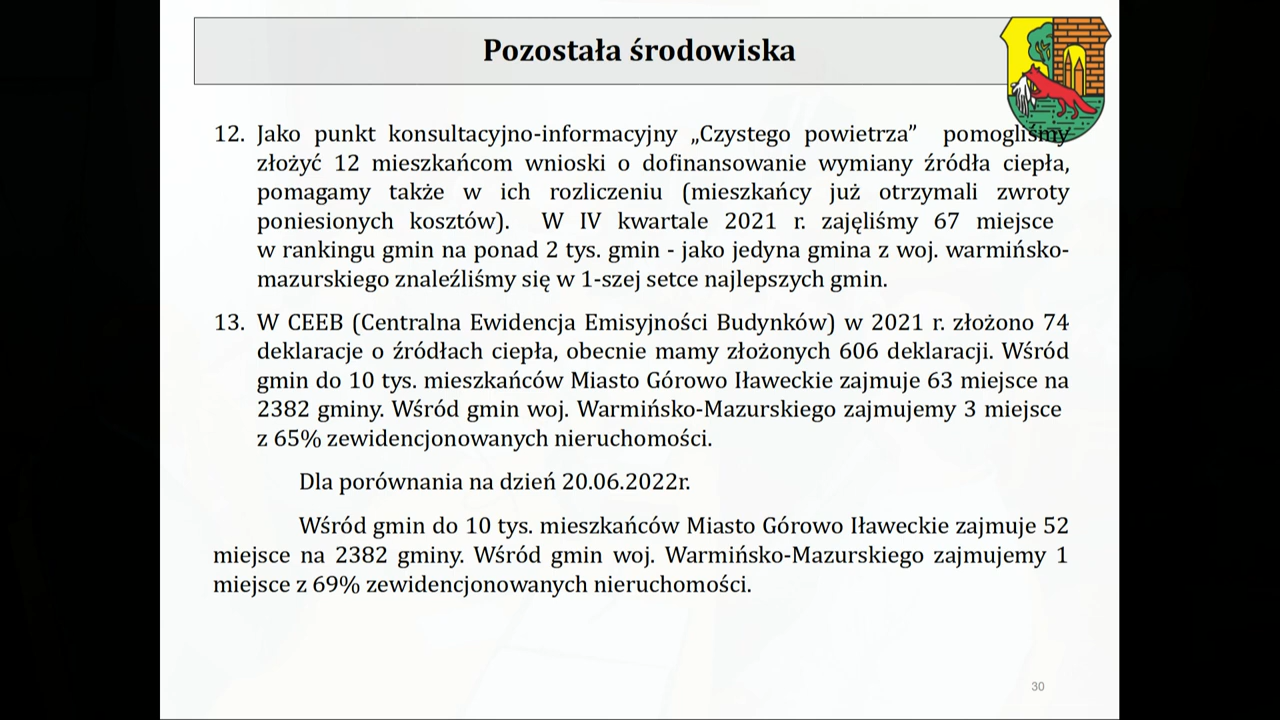 Pozostała środowiska
12. Jako punkt konsultacyjno-informacyjny „Czystego powietrza” pomogliśmy
złożyć 12 mieszkańcom wnioski o dofinansowanie wymiany źródła ciepła,
pomagamy także w ich rozliczeniu (mieszkańcy już otrzymali zwroty
poniesionych kosztów). W IV kwartale 2021 r. zajęliśmy 67 miejsce
w rankingu gmin na ponad 2 tys. gmin - jako jedyna gmina z woj. warmińsko-
mazurskiego znaleźliśmy się w 1-szej setce najlepszych gmin.
13. W CEEB (Centralna Ewidencja Emisyjności Budynków) w 2021 r. złożono 74
deklaracje o źródłach ciepła, obecnie mamy złożonych 606 deklaracji. Wśród
gmin do 10 tys. mieszkańców Miasto Górowo Iławeckie zajmuje 63 miejsce na
2382 gminy. Wśród gmin woj. Warmińsko-Mazurskiego zajmujemy 3 miejsce
z 65% zewidencjonowanych nieruchomości.
Dla porównania na dzień 20.06.2022r.
Wśród gmin do 10 tys. mieszkańców Miasto Górowo Iławeckie zajmuje 52
miejsce na 2382 gminy. Wśród gmin woj. Warmińsko-Mazurskiego zajmujemy 1
miejsce z 69% zewidencjonowanych nieruchomości.
30